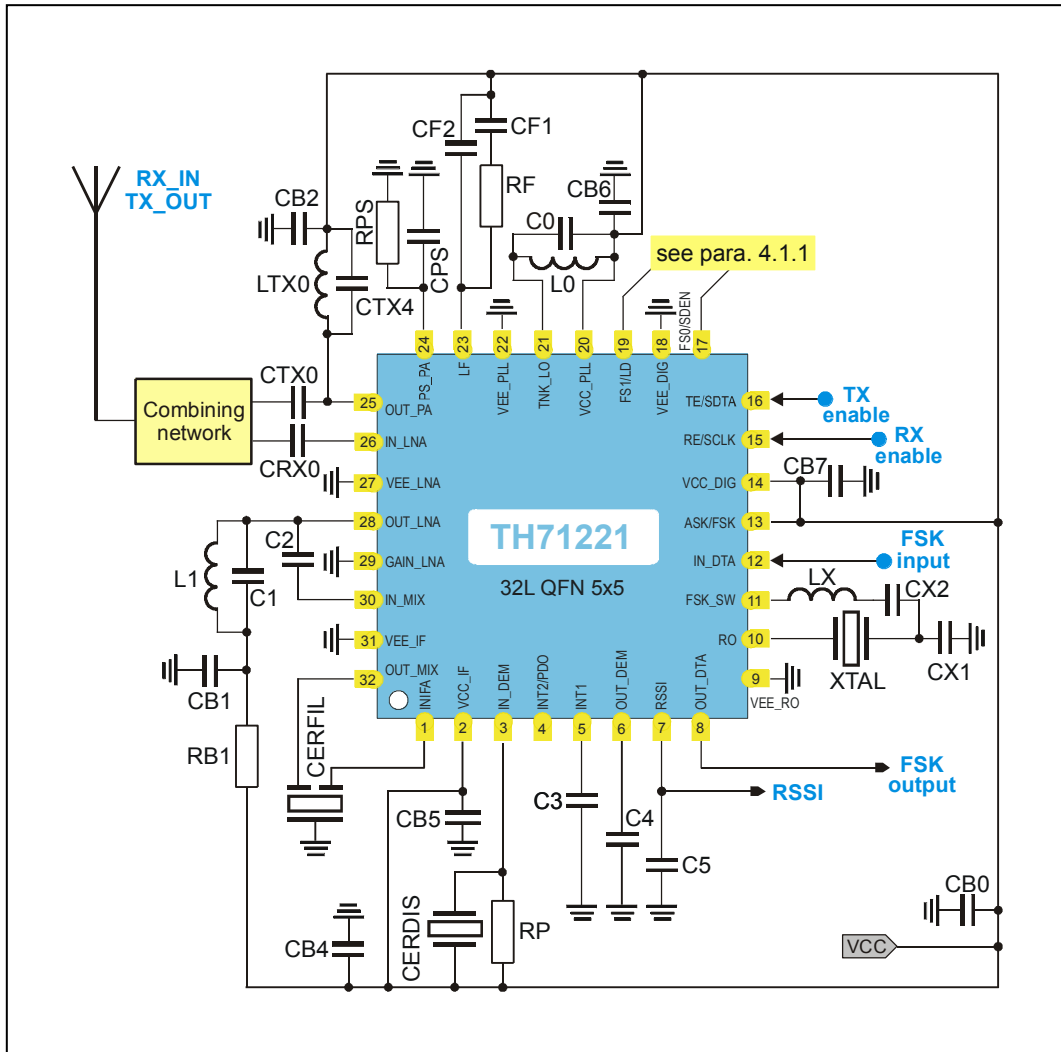 CF2
CF1
RX_IN
TX_OUT
CB2
RPS
CPS
RF
CB6
C0
L0
see para. 4.1.1
LTX0
CTX4
FS0/SDEN
24
23
22
21
20
19
18
17
PS_PA
LF
VEE_PLL
TNK_LO
VCC_PLL
FS1/LD
VEE_DIG
CTX0
Combining
network
CRX0
25
OUT_PA
26
IN_LNA
27
VEE_LNA
28
OUT_LNA
29
GAIN_LNA
30
IN_MIX
31
VEE_IF
32
OUT_MIX
TH71221
32L QFN 5x5
TE/SDTA
16
TX
enable
RE/SCLK
15
RX
enable
VCC_DIG
14
CB7
ASK/FSK
13
IN_DTA
12
FSK
input
FSK_SW
11
LX
CX2
RO
10
XTAL
CX1
9
VEE_RO
C2
L1
C1
CB1
RB1
INIFA
VCC_IF
IN_DEM
INT2/PDO
INT1
OUT_DEM
RSSI
OUT_DTA
1
2
3
4
5
6
7
8
CERFIL
CB5
C3
C4
C5
RSSI
FSK
output
CB4
CERDIS
RP
CB0
VCC